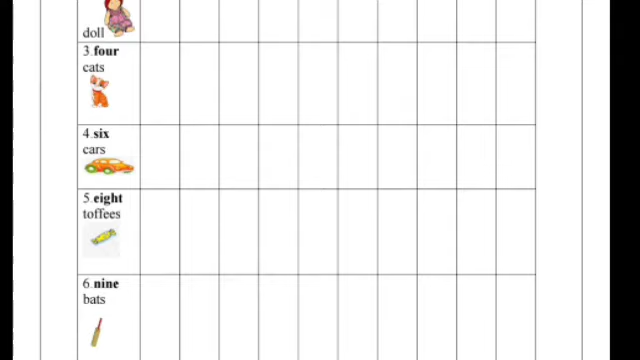 doll
3.four
cats
4.six
cars
5.eight
toffees
6.nine
bats